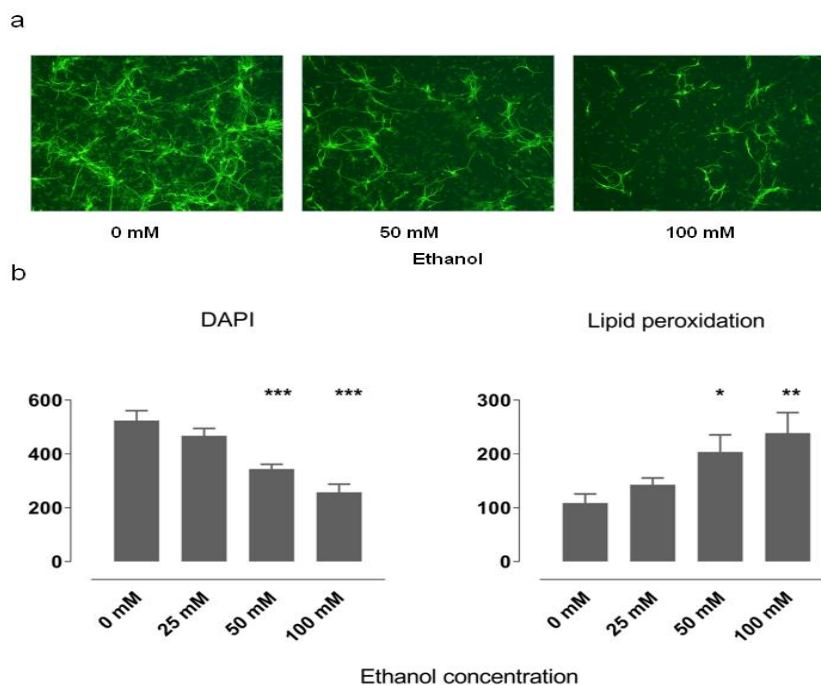 a
0 mM 50 mM 100 mM
Ethanol
b
DAPI Lipid peroxidation
*** *** * **
600 300
400 200
200 100
0 0
0 mM 25 mM 50 mM 100 mM 0 mM 25 mM 50 mM 100 mM
Ethanol concentration